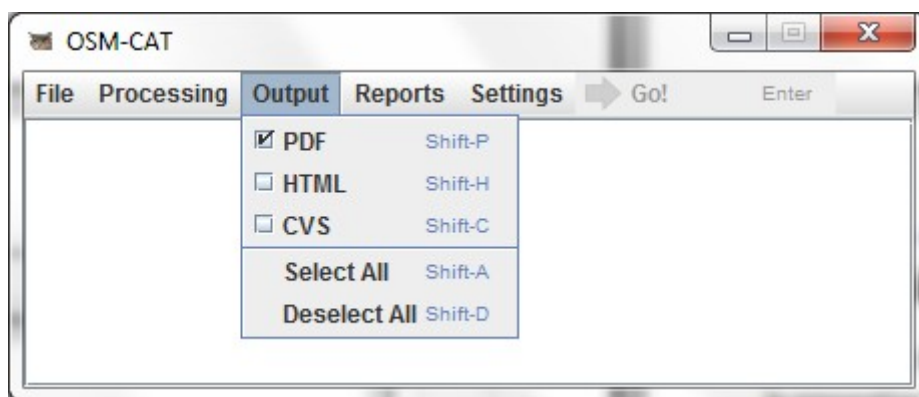 OSM-CAT
File Processing Output Reports Settings Go! Enter
PDF Shift-P
HTML Shift-H
CVS Shift-C
Select All Shift-A
Deselect All Shift-D